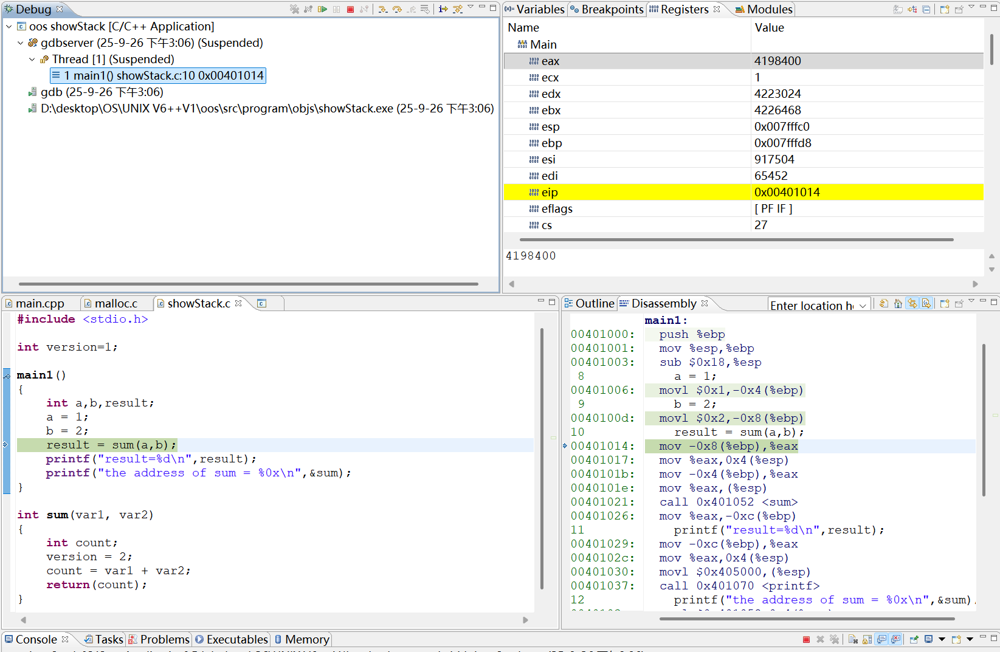 Debug
oos showStack [C/C++ Application]
gdbserver (25-9-26 下午3:06) (Suspended)
Thread [1] (Suspended)
1 main1() showStack.c:10 0x00401014
gdb (25-9-26 下午3:06)
D:\desktop\OS\UNIX V6++V1\oos\src\program\objs\showStack.exe (25-9-26 下午3:06)
Variables Breakpoints Registers Modules
Name Value
Main
eax 4198400
ecx 1
edx 4223024
ebx 4226468
esp 0x007fffc0
ebp 0x007fffd8
esi 917504
edi 65452
eip 0x00401014
eflags [ PF IF ]
cs 27
4198400
main.cpp malloc.c showStack.c
#include <stdio.h>
int version=1;
main1()
{
int a,b,result;
a = 1;
b = 2;
result = sum(a,b);
printf("result=%d\n",result);
printf("the address of sum = %0x\n",&sum);
}
int sum(var1, var2)
{
int count;
version = 2;
count = var1 + var2;
return(count);
}
Outline Disassembly Enter location h
main1:
00401000: push %ebp
00401001: mov %esp,%ebp
00401003: sub $0x18,%esp
8 a = 1;
00401006: movl $0x1,-0x4(%ebp)
9 b = 2;
0040100d: movl $0x2,-0x8(%ebp)
10 result = sum(a,b);
00401014: mov -0x8(%ebp),%eax
00401017: mov %eax,0x4(%esp)
0040101b: mov -0x4(%ebp),%eax
0040101e: mov %eax,(%esp)
00401021: call 0x401052 <sum>
00401026: mov %eax,-0xc(%ebp)
11 printf("result=%d\n",result);
00401029: mov -0xc(%ebp),%eax
0040102c: mov %eax,0x4(%esp)
00401030: movl $0x405000,(%esp)
00401037: call 0x401070 <printf>
12 printf("the address of sum = %0x\n",&sum)
Console Tasks Problems Executables Memory